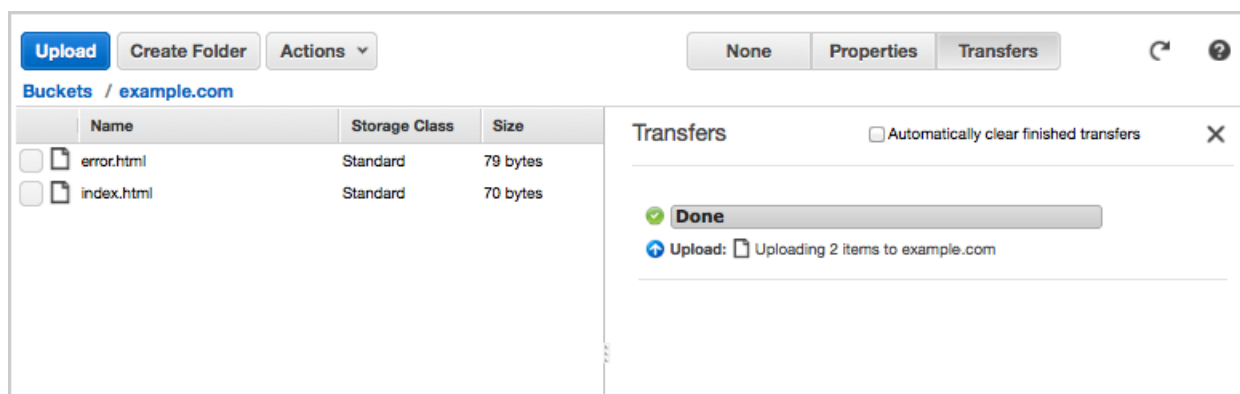 Upload Create Folder Actions None Properties Transfers
Buckets / example.com
Name Storage Class Size
error.html Standard 79 bytes
index.html Standard 70 bytes
Transfers Automatically clear finished transfers
Done
Upload: Uploading 2 items to example.com